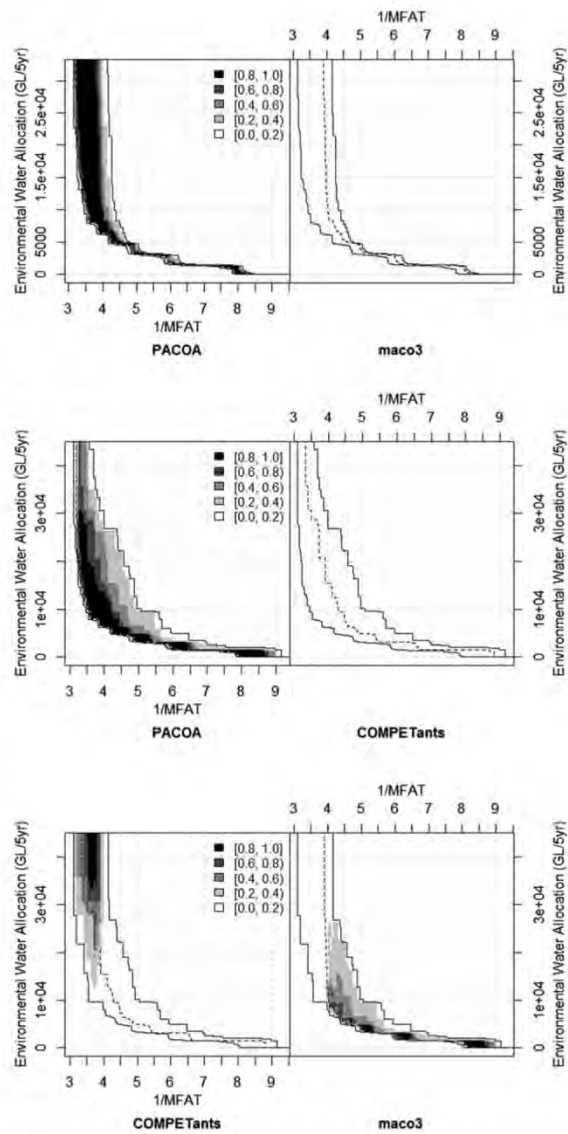 1/MFAT
3 4 5 6 7 8 9
Environmental Water Allocation (GL/5yr)
0 5000 1.5e+04 2.5e+04
[0.8, 1.0]
[0.6, 0.8)
[0.4, 0.6)
[0.2, 0.4)
[0.0, 0.2)
Environmental Water Allocation (GL/5yr)
0 5000 1.5e+04 2.5e+04
3 4 5 6 7 8 9
1/MFAT
PACOA
maco3
1/MFAT
3 4 5 6 7 8 9
Environmental Water Allocation (GL/5yr)
0 1e+04 3e+04
[0.8, 1.0]
[0.6, 0.8)
[0.4, 0.6)
[0.2, 0.4)
[0.0, 0.2)
Environmental Water Allocation (GL/5yr)
0 1e+04 3e+04
3 4 5 6 7 8 9
1/MFAT
PACOA
COMPETants
1/MFAT
3 4 5 6 7 8 9
Environmental Water Allocation (GL/5yr)
0 1e+04 3e+04
[0.8, 1.0]
[0.6, 0.8)
[0.4, 0.6)
[0.2, 0.4)
[0.0, 0.2)
Environmental Water Allocation (GL/5yr)
0 1e+04 3e+04
3 4 5 6 7 8 9
1/MFAT
COMPETants
maco3